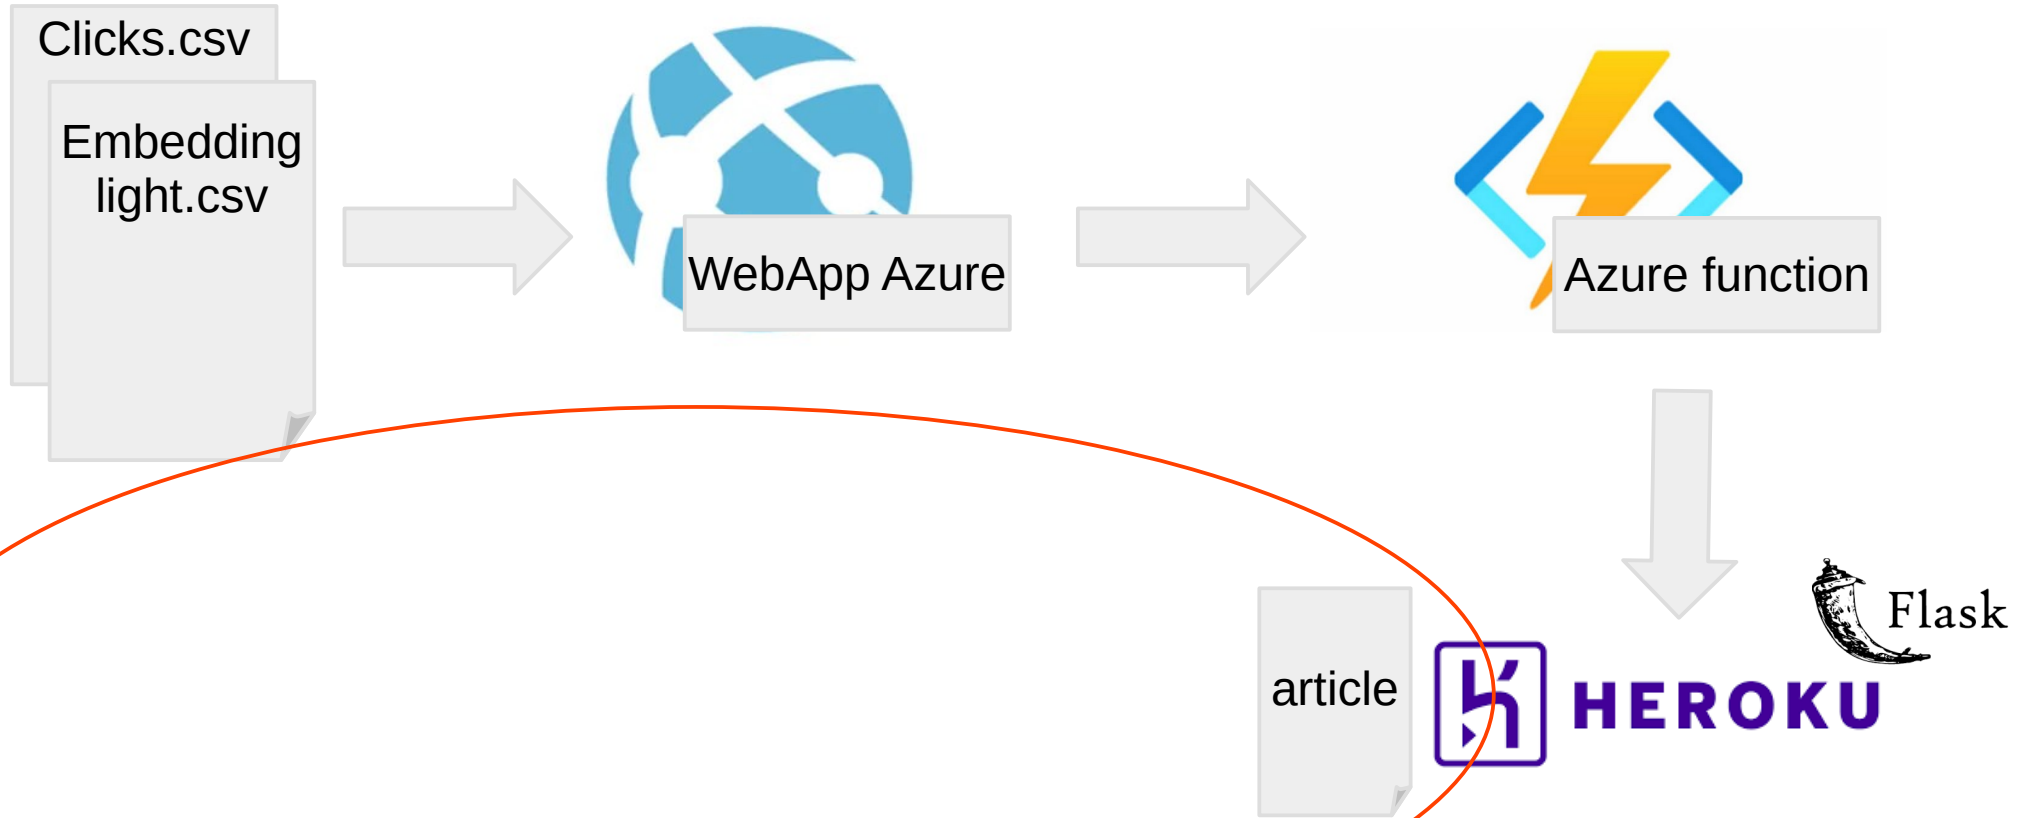 Clicks.csv
Embedding
light.csv
WebApp Azure
Azure function
Flask
article
HEROKU